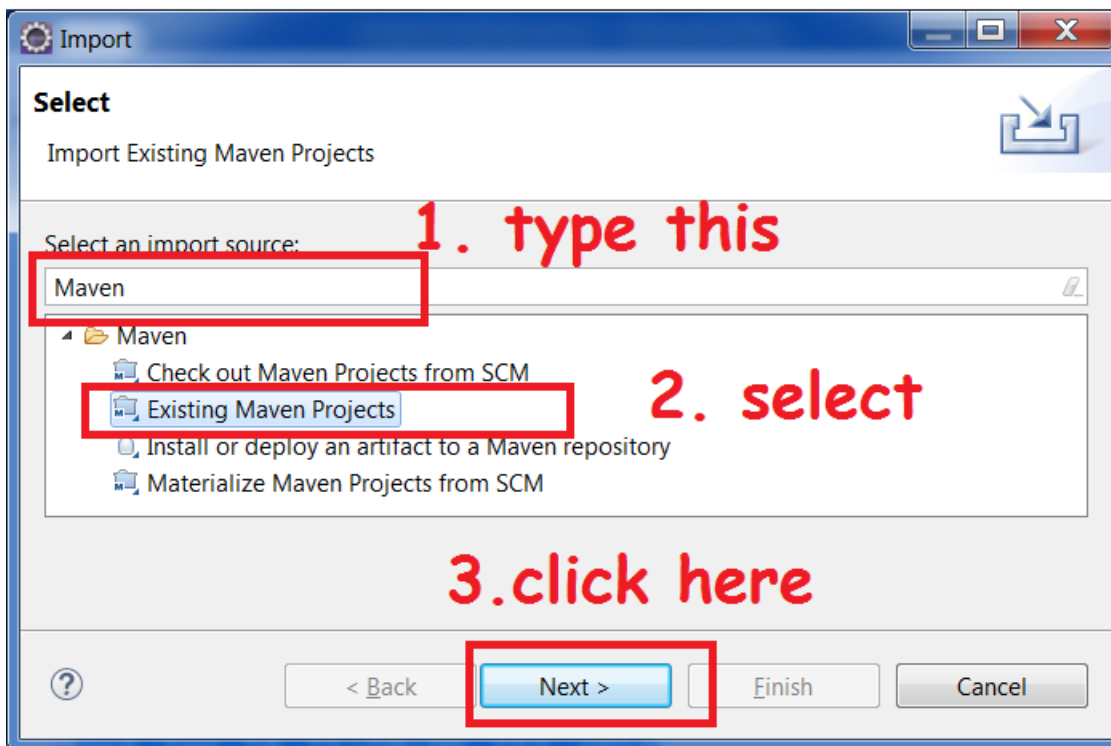 Import
Select
Import Existing Maven Projects
1. type this
Select an import source:
Maven
Maven
Check out Maven Projects from SCM
Existing Maven Projects
2. select
Install or deploy an artifact to a Maven repository
Materialize Maven Projects from SCM
3.click here
< Back Next > Finish Cancel